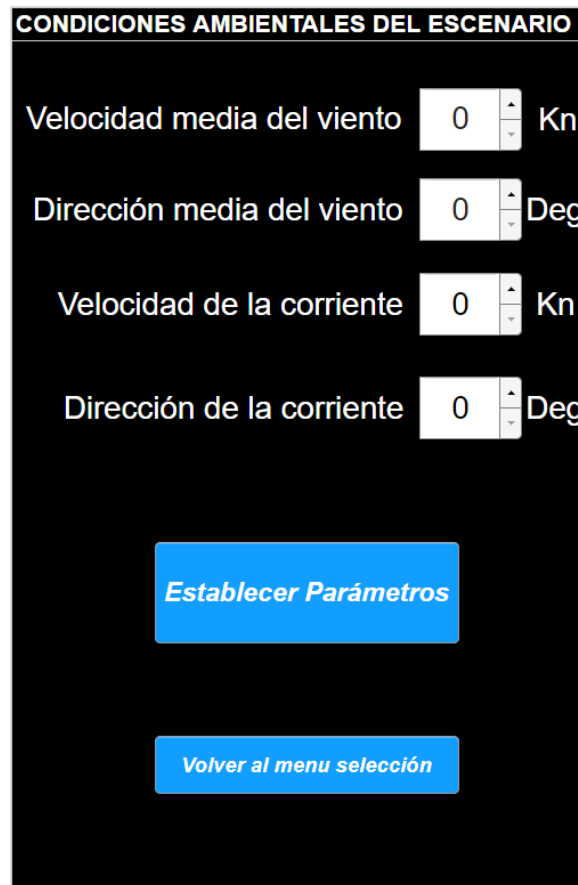 CONDICIONES AMBIENTALES DEL ESCENARIO
Velocidad media del viento 0 Kn
Dirección media del viento 0 Deg
Velocidad de la corriente 0 Kn
Dirección de la corriente 0 Deg
Establecer Parámetros
Volver al menu selección